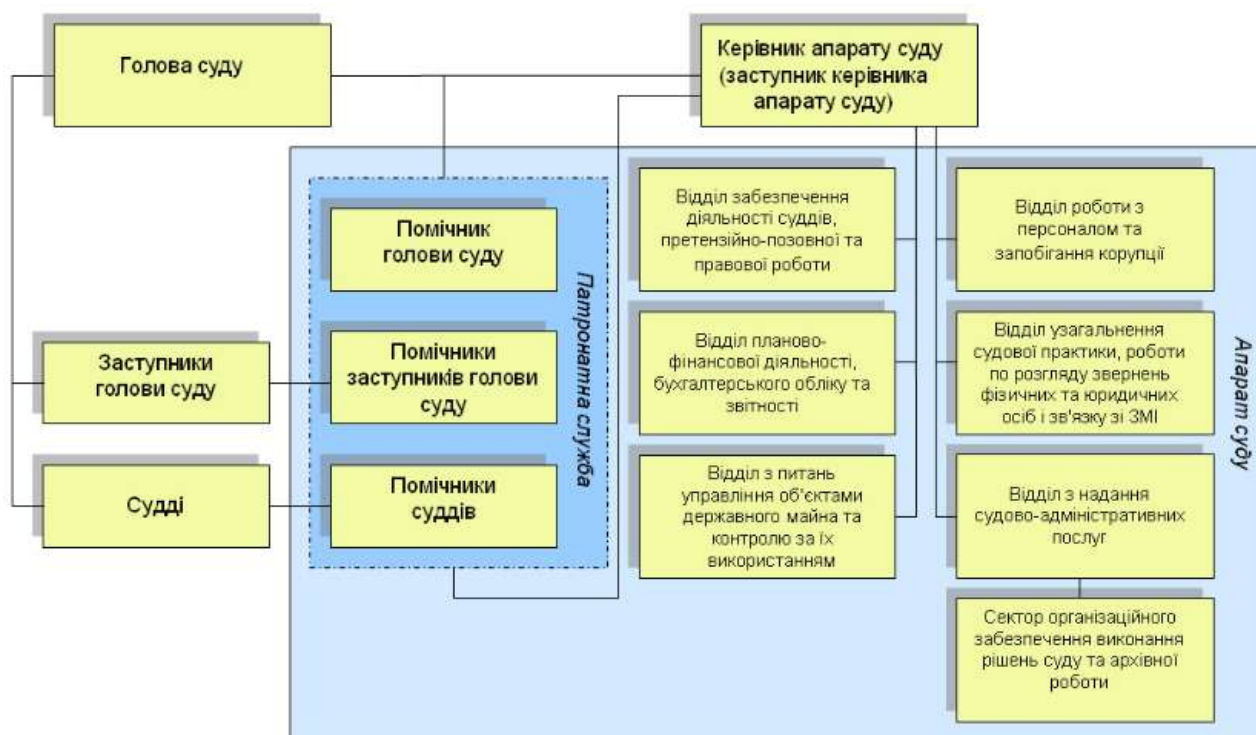 Голова суду
Керівник апарату суду
(заступник керівника
апарату суду)
Помічник
голови суду
Заступники
голови суду
Помічники
заступників голови
суду
Судді
Помічники
суддів
Патронатна служба
Відділ забезпечення
діяльності суддів,
претензійно-позовної та
правової роботи
Відділ планово-
фінансової діяльності,
бухгалтерського обліку та
звітності
Відділ з питань
управління об'єктами
державного майна та
контролю за їх
використанням
Відділ роботи з
персоналом та
запобігання корупції
Відділ узагальнення
судової практики, роботи
по розгляду звернень
фізичних та юридичних
осіб і зв'язку зі ЗМІ
Відділ з надання
судово-адміністративних
послуг
Сектор організаційного
забезпечення виконання
рішень суду та архівної
роботи
Апарат суду